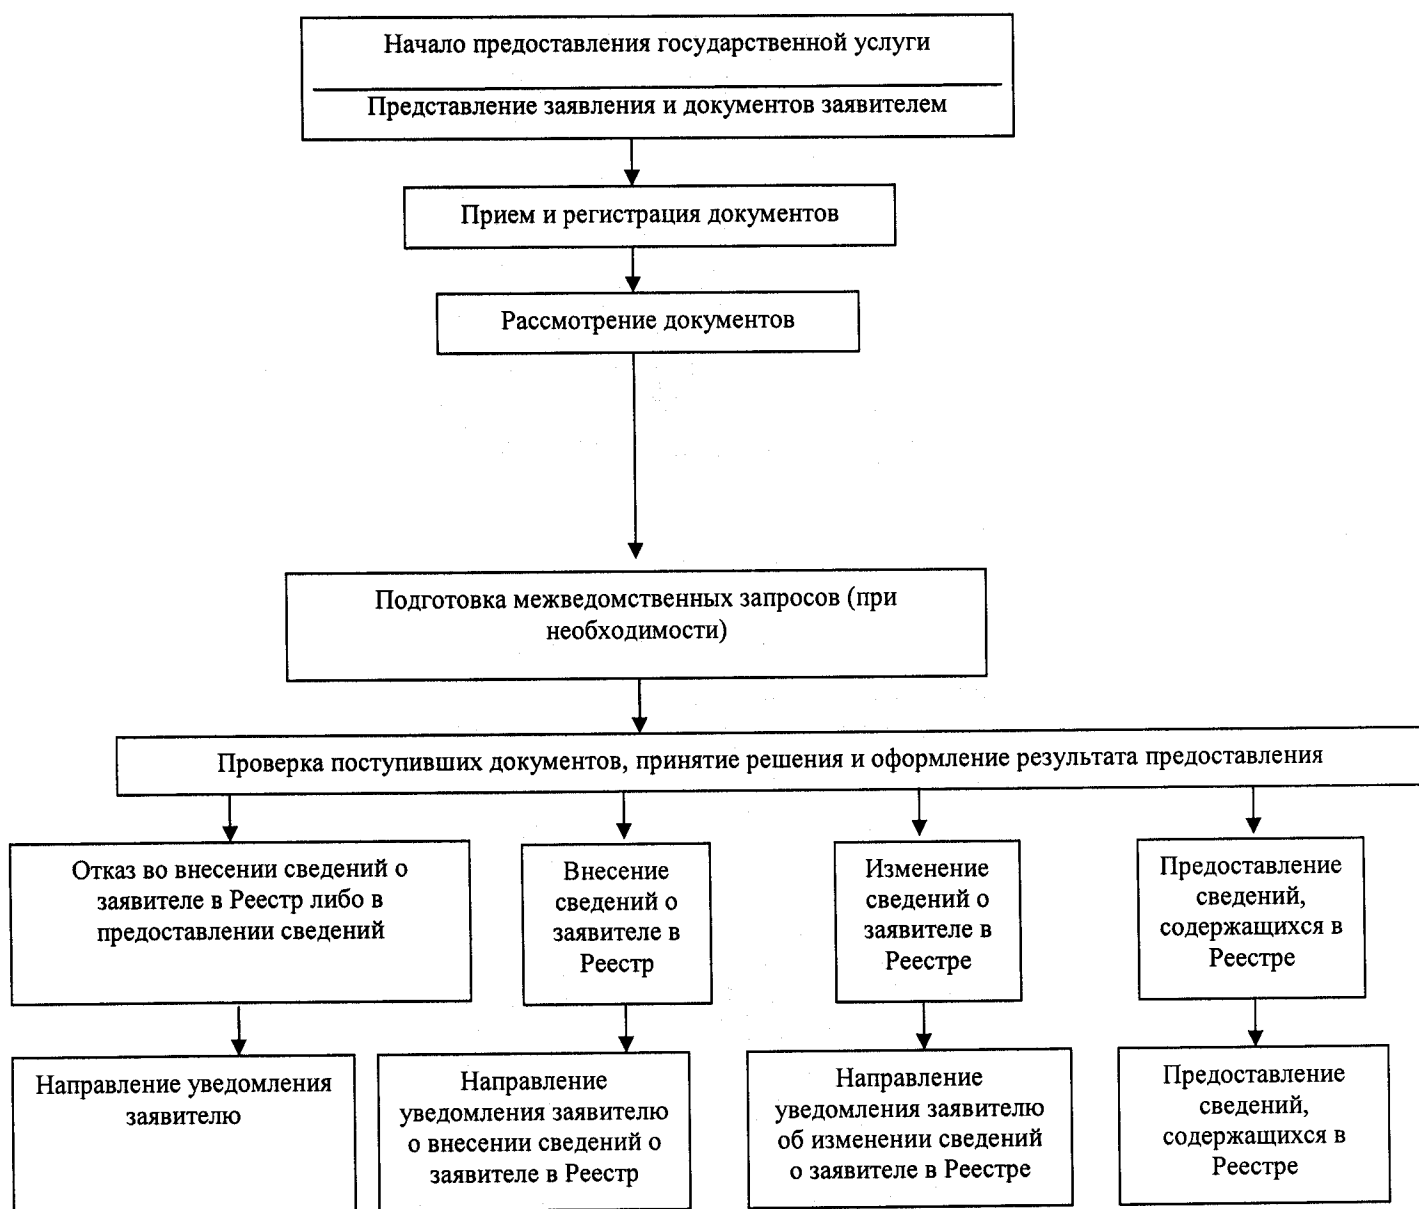 Начало предоставления государственной услуги
Представление заявления и документов заявителем
Прием и регистрация документов
Рассмотрение документов
Подготовка межведомственных запросов (при
необходимости)
Проверка поступивших документов, принятие решения и оформление результата предоставления
Отказ во внесении сведений о
заявителе в Реестр либо в
предоставлении сведений
Внесение
сведений о
заявителе в
Реестр
Изменение
сведений о
заявителе в
Реестре
Предоставление
сведений,
содержащихся в
Реестре
Направление уведомления
заявителю
Направление
уведомления заявителю
о внесении сведений о
заявителе в Реестр
Направление
уведомления заявителю
об изменении сведений
о заявителе в Реестре
Предоставление
сведений,
содержащихся в
Реестре